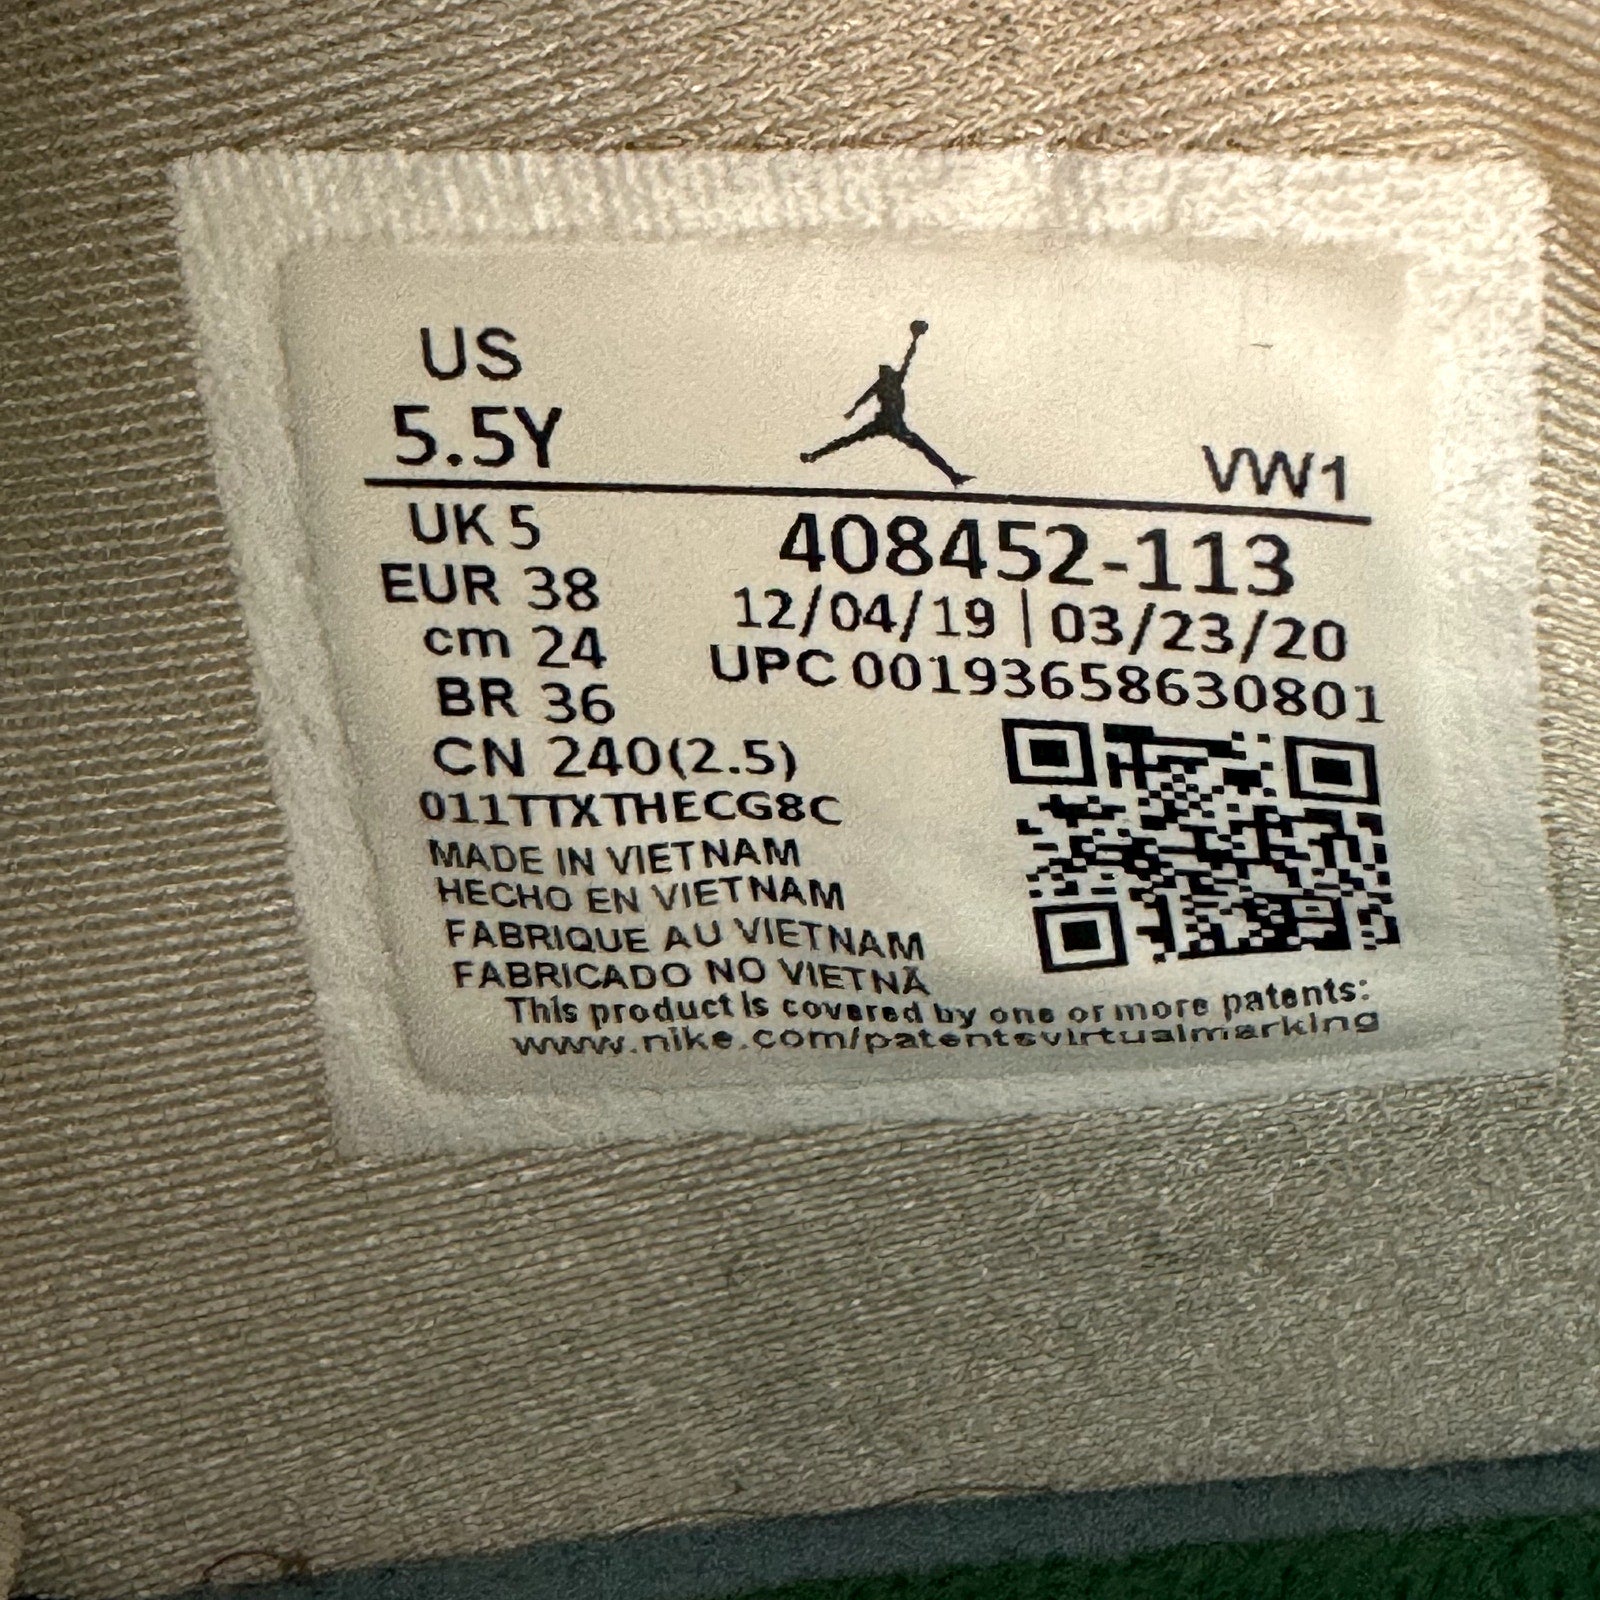 US
5.5Y
VW1
UK 5
EUR 38
cm 24
BR 36
CN 240(2.5)
408452-113
12/04/19 | 03/23/20
UPC 00193658630801
011TTXTHECG8C
MADE IN VIETNAM
HECHO EN VIETNAM
FABRIQUE AU VIETNAM
FABRICADO NO VIETNÃ
This product is covered by one or more patents:
www.nike.com/patentsvirtualmarking